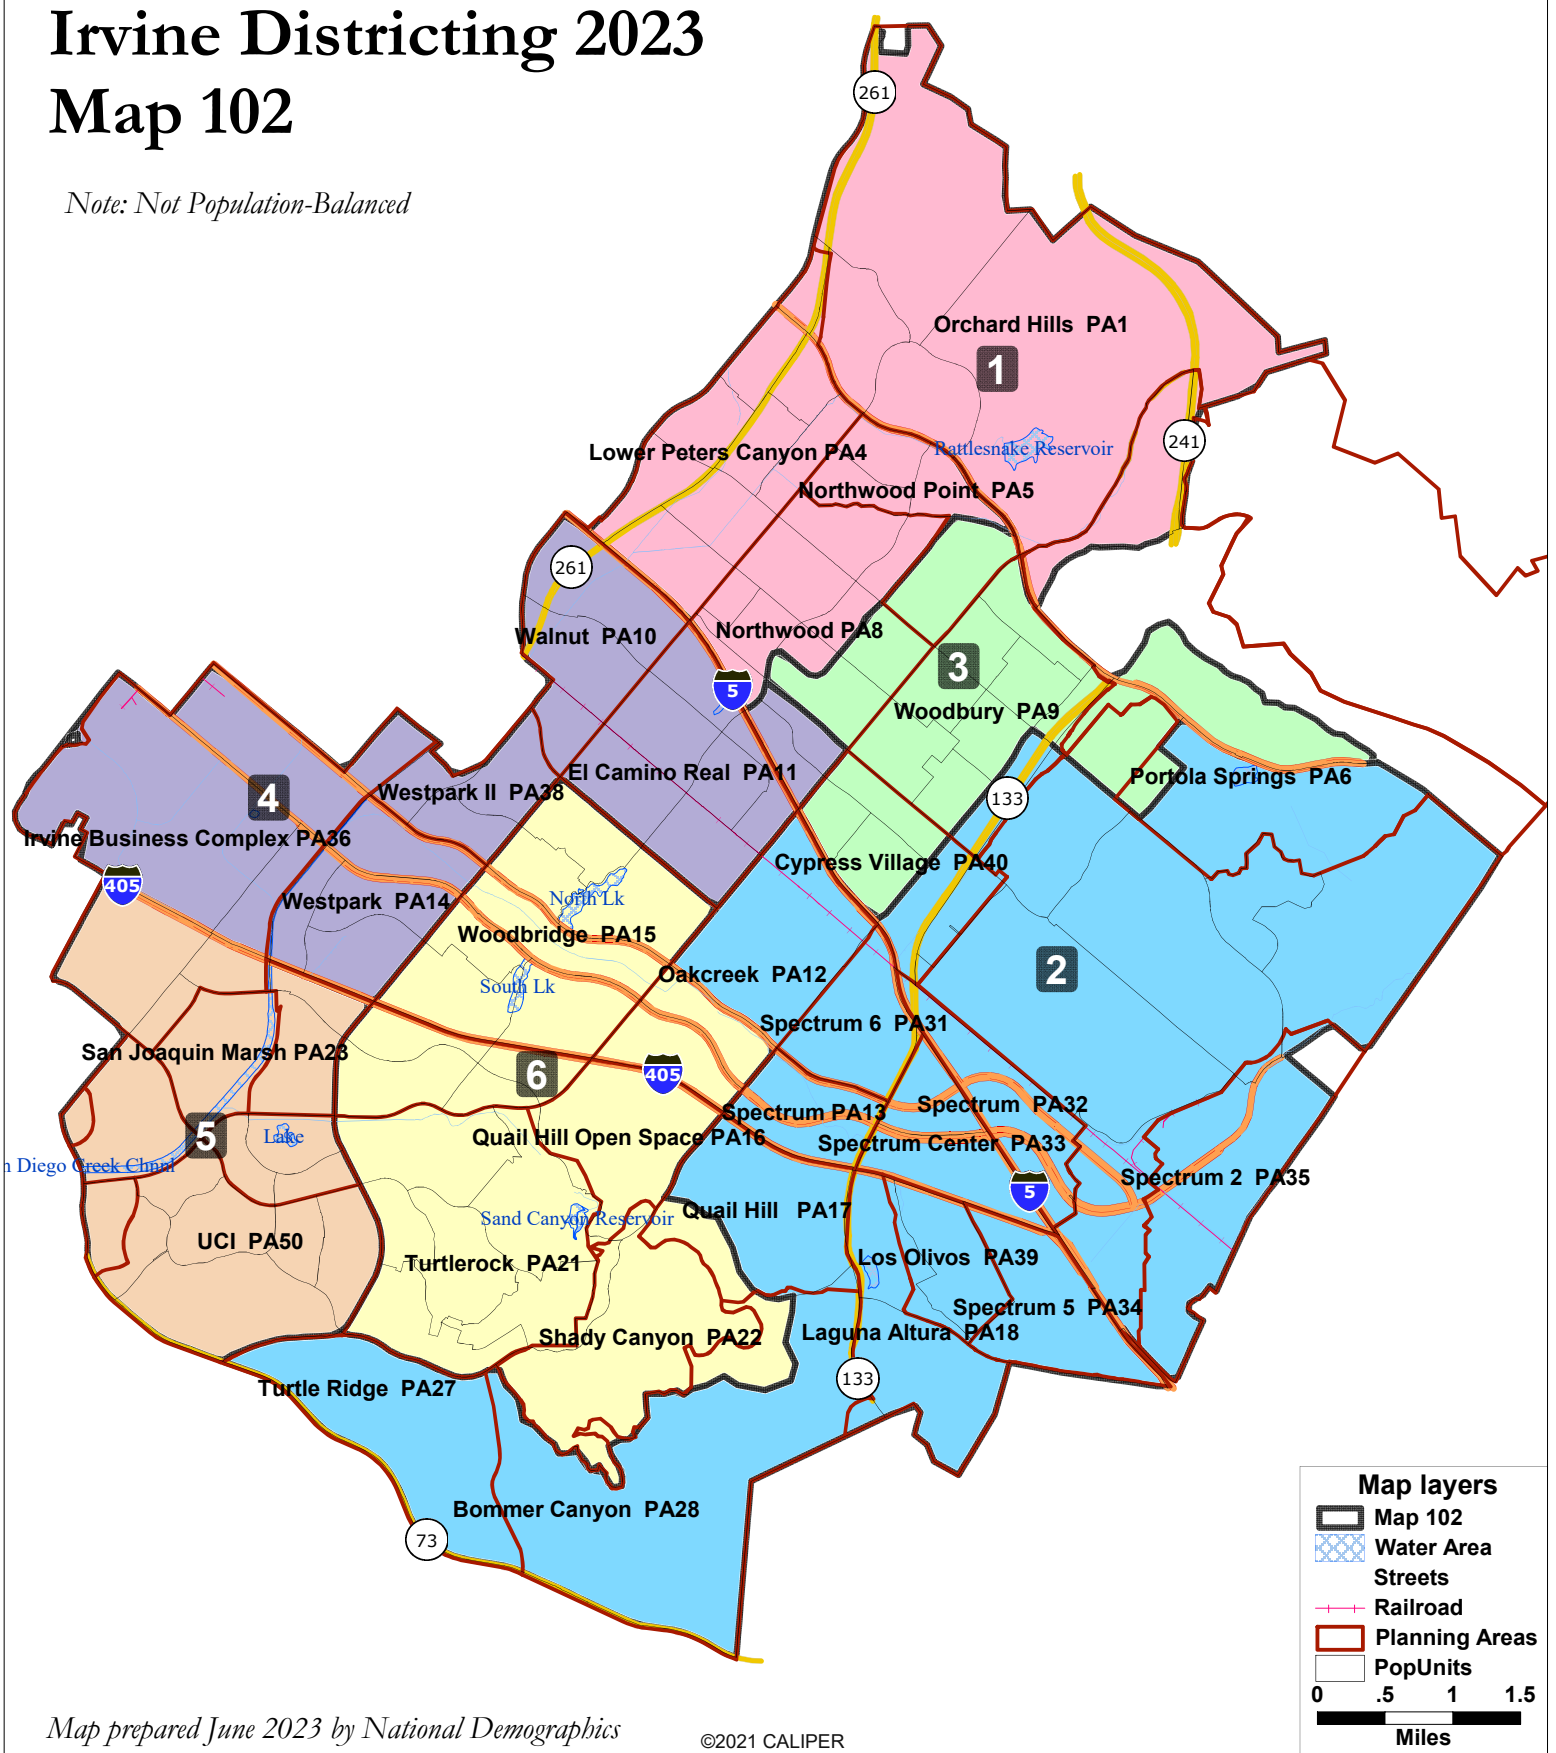 Irvine Districting 2023
Map 102
Note: Not Population-Balanced
261
Orchard Hills PA1
1
241
Rattlesnake Reservoir
Lower Peters Canyon PA4
Northwood Point PA5
261
Walnut PA10
Northwood PA8
3
5
Woodbury PA9
El Camino Real PA11
Portola Springs PA6
4
Westpark II PA38
133
Irvine Business Complex PA36
Cypress Village PA40
405
Westpark PA14
North Lk
Woodbridge PA15
Oakcreek PA12
2
South Lk
Spectrum 6 PA31
San Joaquin Marsh PA23
6
405
Spectrum PA13
Spectrum PA32
5
Lake
Quail Hill Open Space PA16
Spectrum Center PA33
n Diego Creek Chnnl
Spectrum 2 PA35
5
Sand Canyon Reservoir
Quail Hill PA17
UCI PA50
Turtlerock PA21
Los Olivos PA39
Spectrum 5 PA34
Shady Canyon PA22
Laguna Altura PA18
Turtle Ridge PA27
133
Bommer Canyon PA28
73
Map layers
Map 102
Water Area
Streets
Railroad
Planning Areas
PopUnits
0 .5 1 1.5
Miles
Map prepared June 2023 by National Demographics
©2021 CALIPER